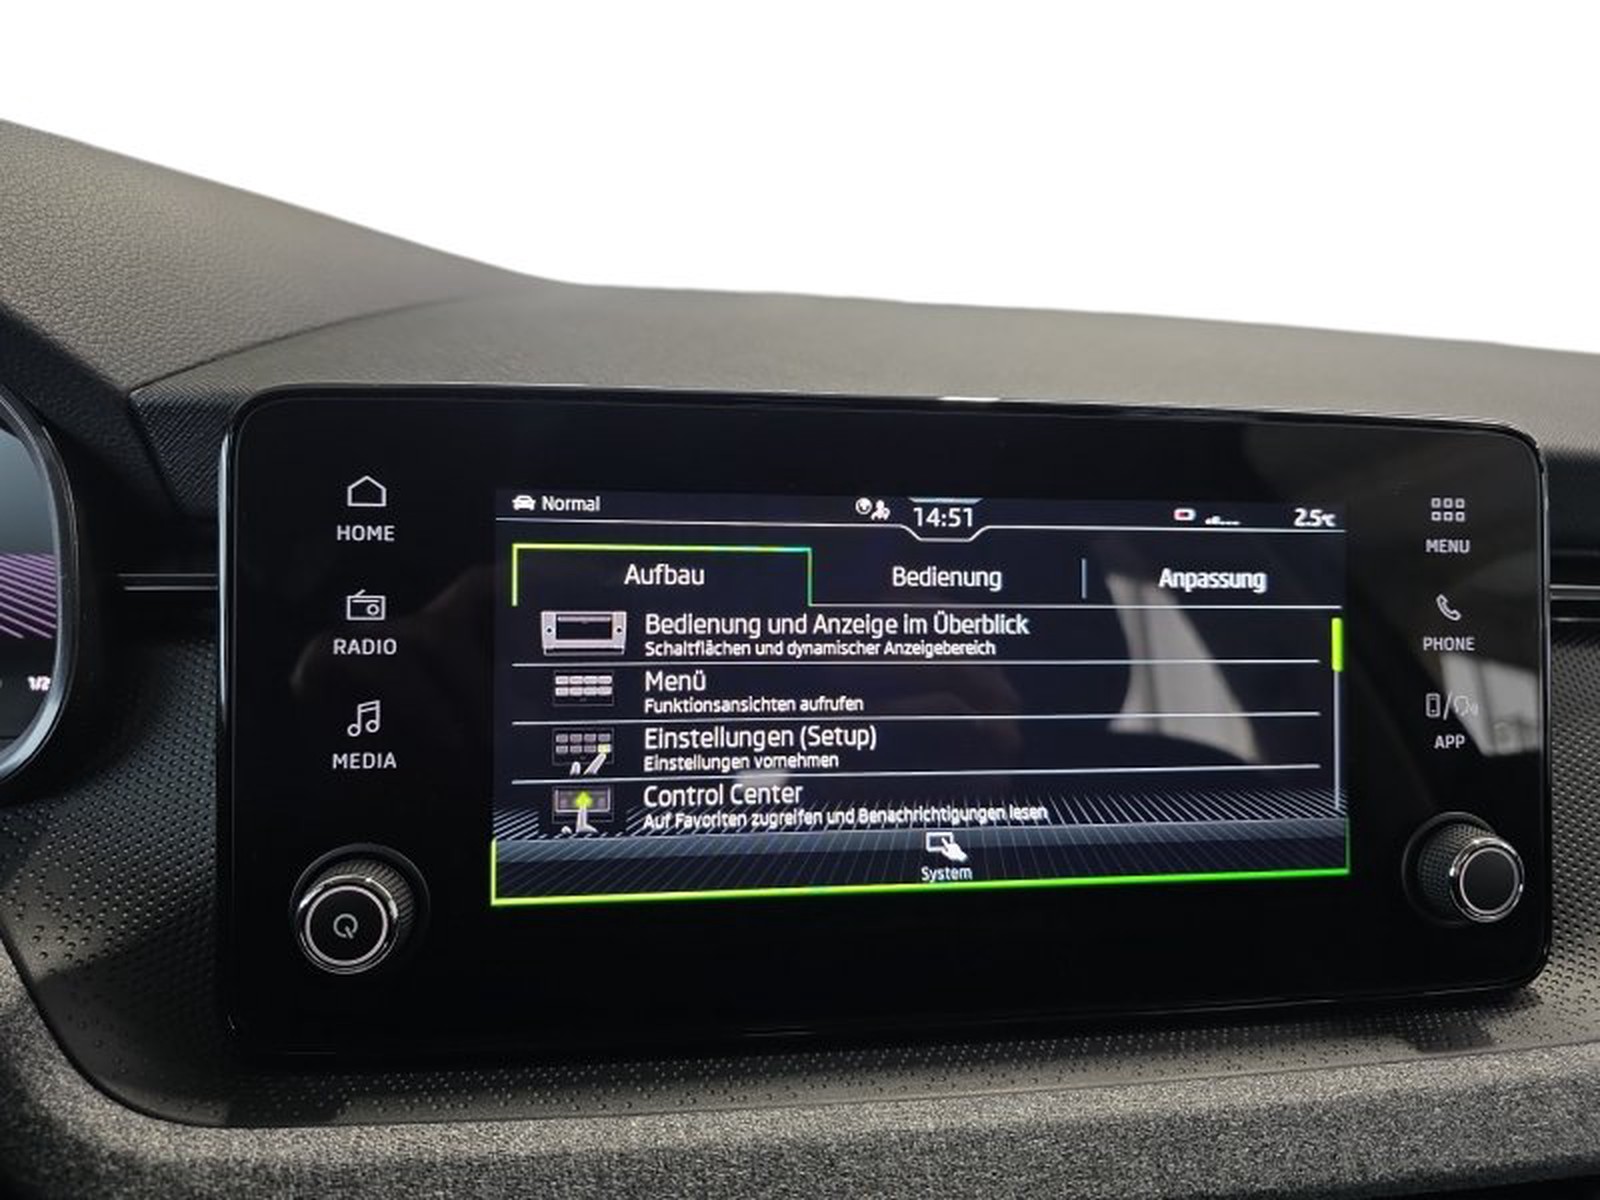 Normal
14:51
2.5°C
HOME
RADIO
MEDIA
Aufbau
Bedienung
Anpassung
Bedienung und Anzeige im Überblick
Schaltflächen und dynamischer Anzeigebereich
Menü
Funktionsansichten aufrufen
Einstellungen (Setup)
Einstellungen vornehmen
Control Center
Auf Favoriten zugreifen und Benachrichtigungen lesen
System
MENU
PHONE
APP
1/2